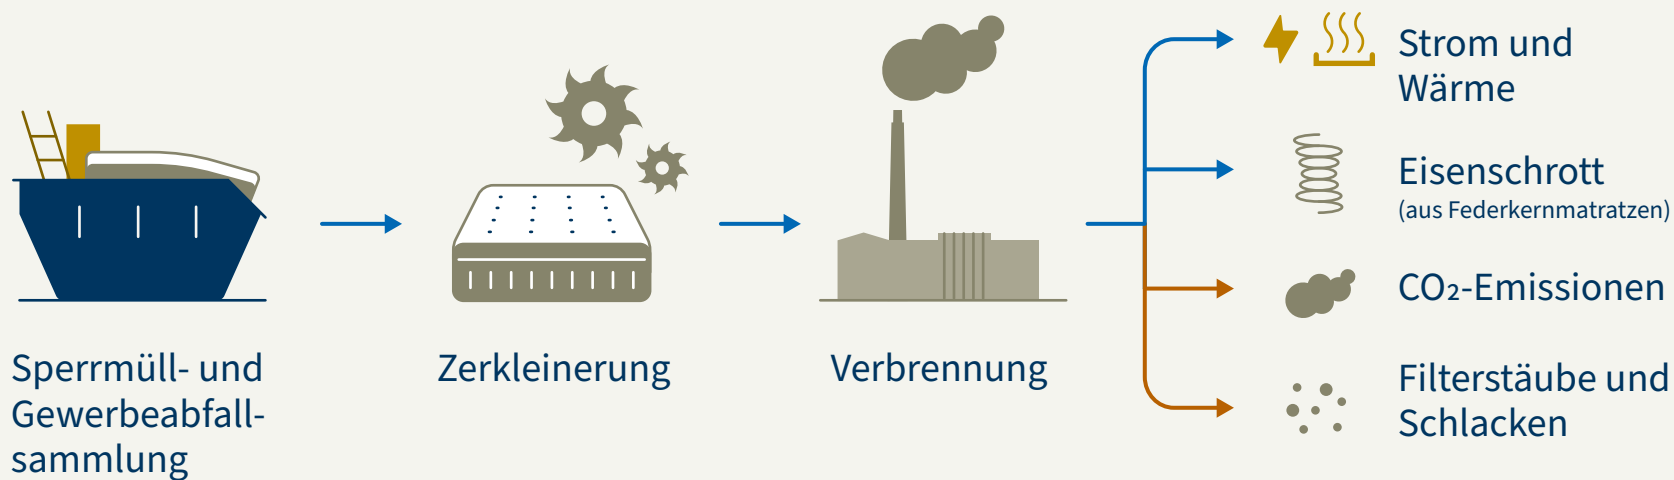 Sperrmüll- und
Gewerbeabfall-
sammlung
Zerkleinerung
Verbrennung
Strom und
Wärme
Eisenschrott
(aus Federkernmatratzen)
CO₂-Emissionen
Filterstäube und
Schlacken